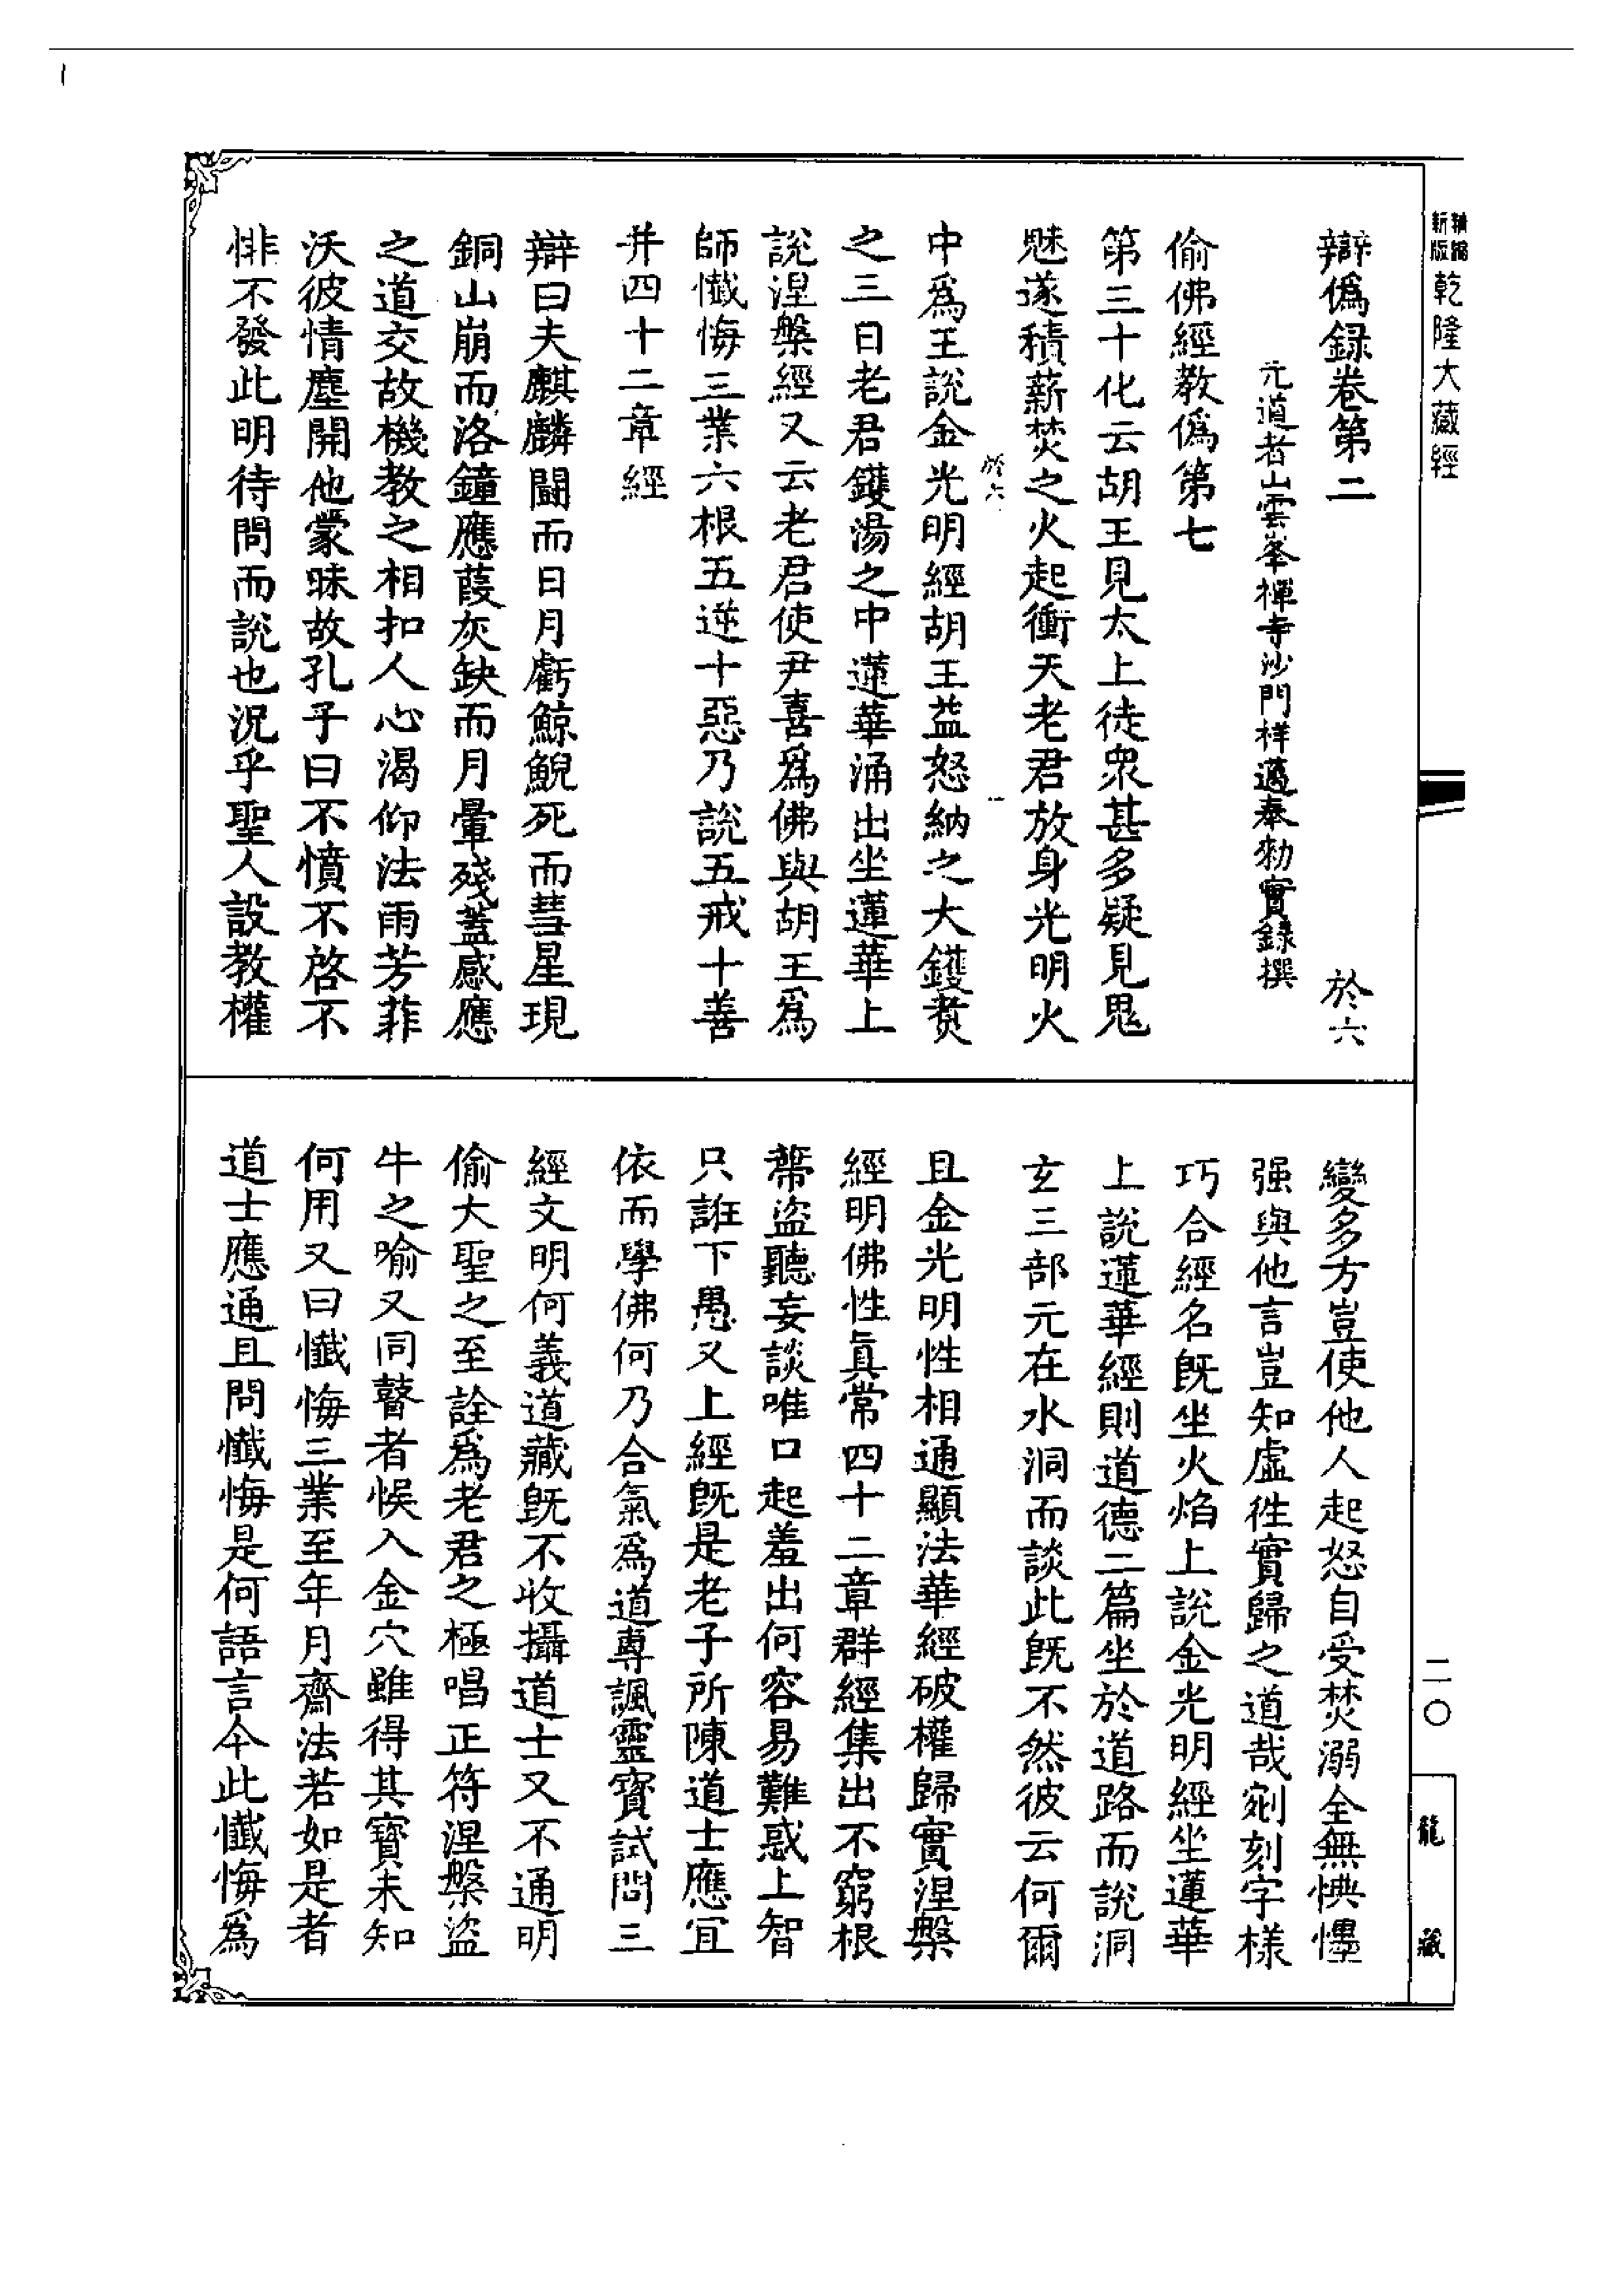 精縮新版乾隆大藏經
辯僞録卷第二　於六
元道者山雲峯禪寺沙門祥邁奉勑實録撰
偷佛經教僞第七
第三十化云胡王見太上徒衆甚多疑見鬼
魅遂積薪焚之火起衝天老君放身光明火
於六
一
中爲王說金光明經胡王益怒納之大鑊煑
之三日老君鑊湯之中蓮華涌出坐蓮華上
說涅槃經又云老君使尹喜爲佛與胡王爲
師懺悔三業六根五逆十惡乃說五戒十善
并四十二章經
辯曰夫麒麟鬪而日月虧鯨鯢死而彗星現
銅山崩而洛鐘應葭灰缺而月暈殘蓋感應
之道交故機教之相扣人心渴仰法雨芳菲
沃彼情塵開他蒙昧故孔子曰不憤不啓不
悱不發此明待問而說也況乎聖人設教權
變多方豈使他人起怒自受焚溺全無愧懼
强與他言豈知虛徃實歸之道哉剜刻字樣
巧合經名旣坐火焰上說金光明經坐蓮華
上說蓮華經則道德二篇坐於道路而說洞
玄三部元在水洞而談此旣不然彼云何爾
且金光明性相通顯法華經破權歸實涅槃
經明佛性眞常四十二章群經集出不窮根
蔕盜聽妄談唯口起羞出何容易難惑上智
只誑下愚又上經旣是老子所陳道士應宜
依而學佛何乃合氣爲道專諷靈寶試問三
經文明何義道藏旣不收攝道士又不通明
偷大聖之至詮爲老君之極唱正符涅槃盜
牛之喻又同瞽者悞入金穴雖得其寶未知
何用又曰懺悔三業至年月齋法若如是者
道士應通且問懺悔是何語言今此懺悔爲
二〇
龍藏